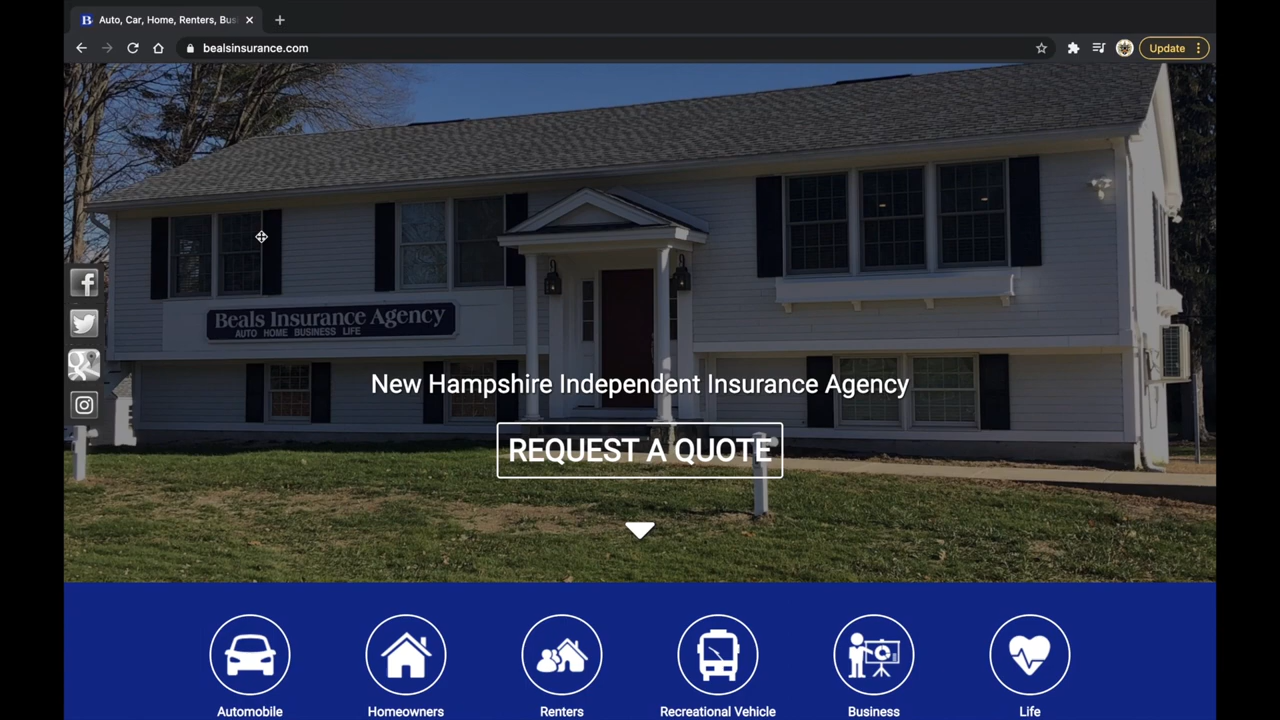 Auto, Car, Home, Renters, Bus
bealsinsurance.com
Update
Beals Insurance Agency
AUTO HOME BUSINESS LIFE
New Hampshire Independent Insurance Agency
REQUEST A QUOTE
Automobile
Homeowners
Renters
Recreational Vehicle
Business
Life